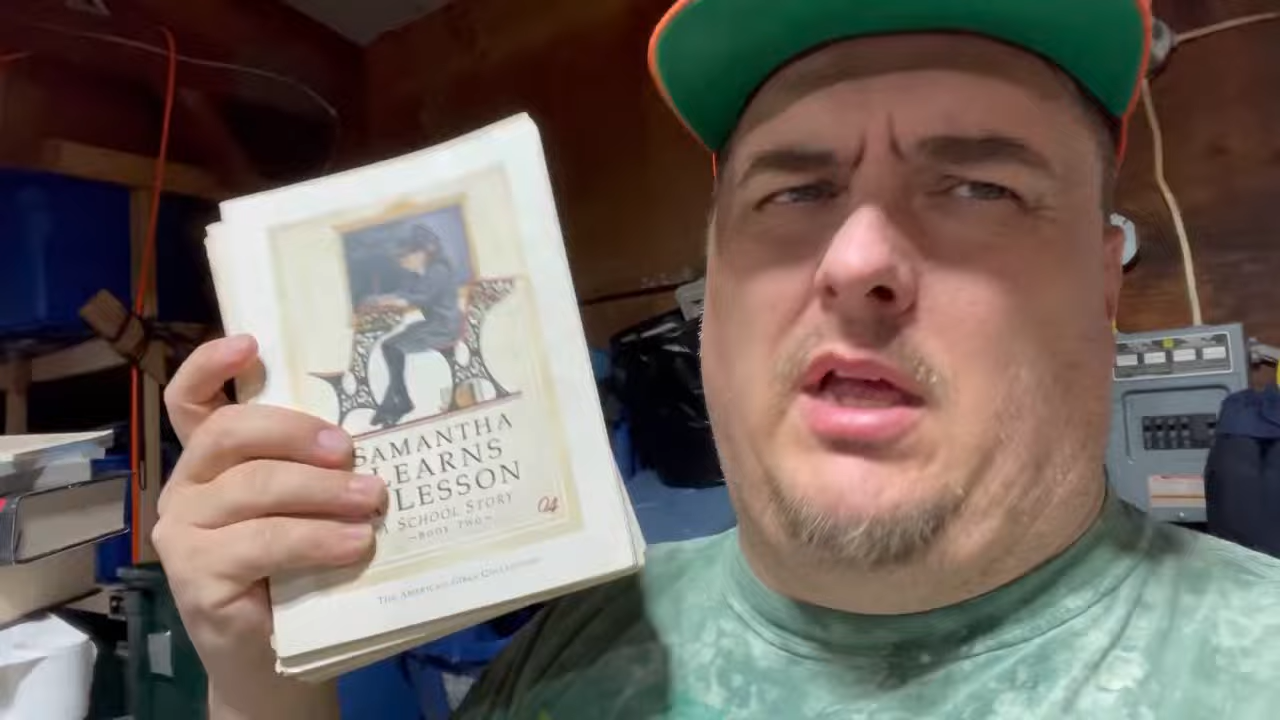 SAMANTHA
LEARNS
LESSON
A SCHOOL STORY
~BOOK TWO~
THE AMERICAN GIRLS COLLECTION